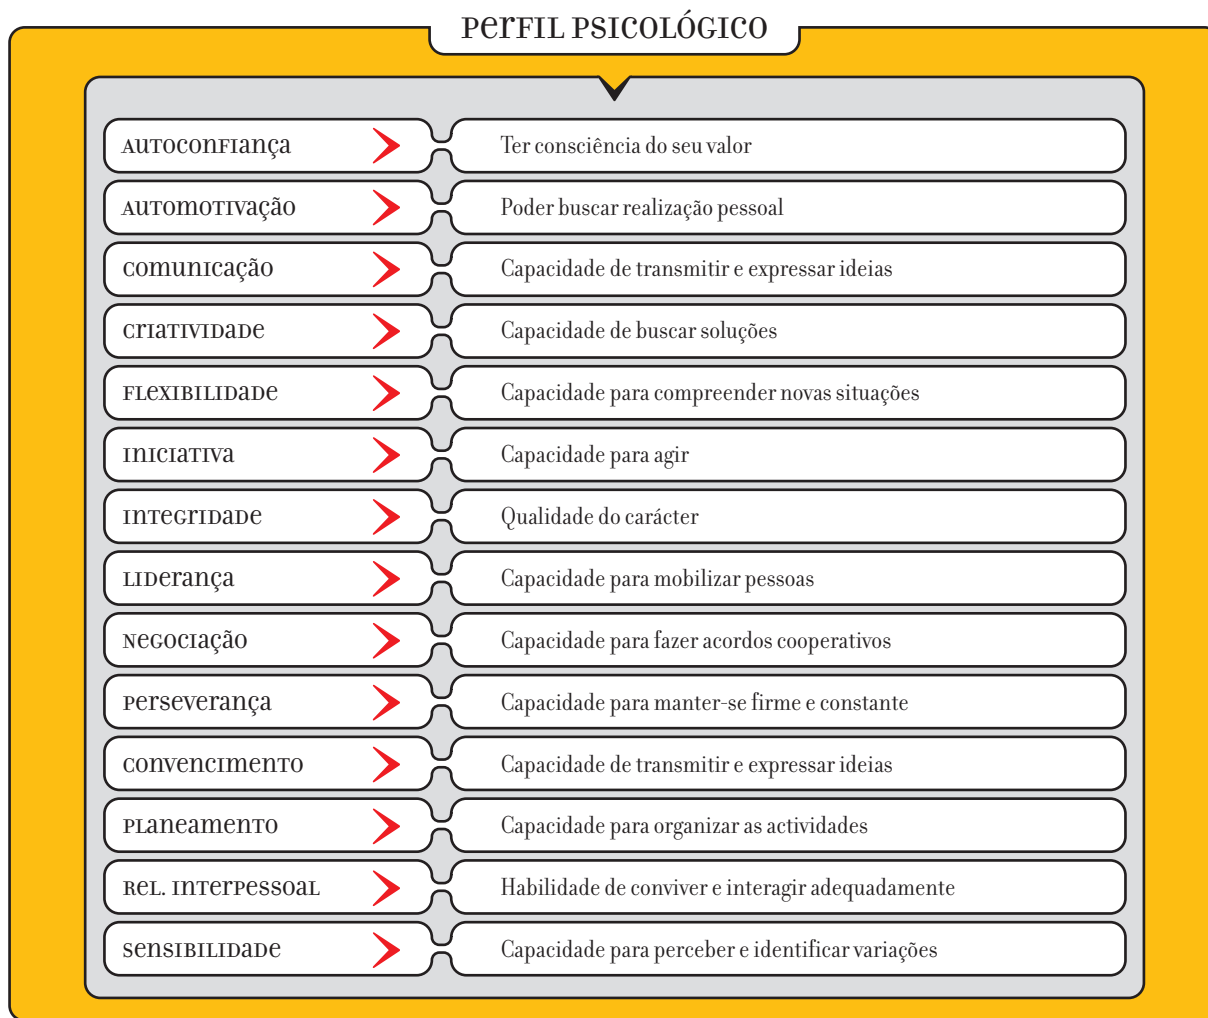 Perfil Psicológico
Autoconfiança Ter consciência do seu valor
Automotivação Poder buscar realização pessoal
Comunicação Capacidade de transmitir e expressar ideias
Criatividade Capacidade de buscar soluções
Flexibilidade Capacidade para compreender novas situações
Iniciativa Capacidade para agir
Integridade Qualidade do carácter
Liderança Capacidade para mobilizar pessoas
Negociação Capacidade para fazer acordos cooperativos
Perseverança Capacidade para manter-se firme e constante
Convencimento Capacidade de transmitir e expressar ideias
Planeamento Capacidade para organizar as actividades
Rel. Interpessoal Habilidade de conviver e interagir adequadamente
Sensibilidade Capacidade para perceber e identificar variações